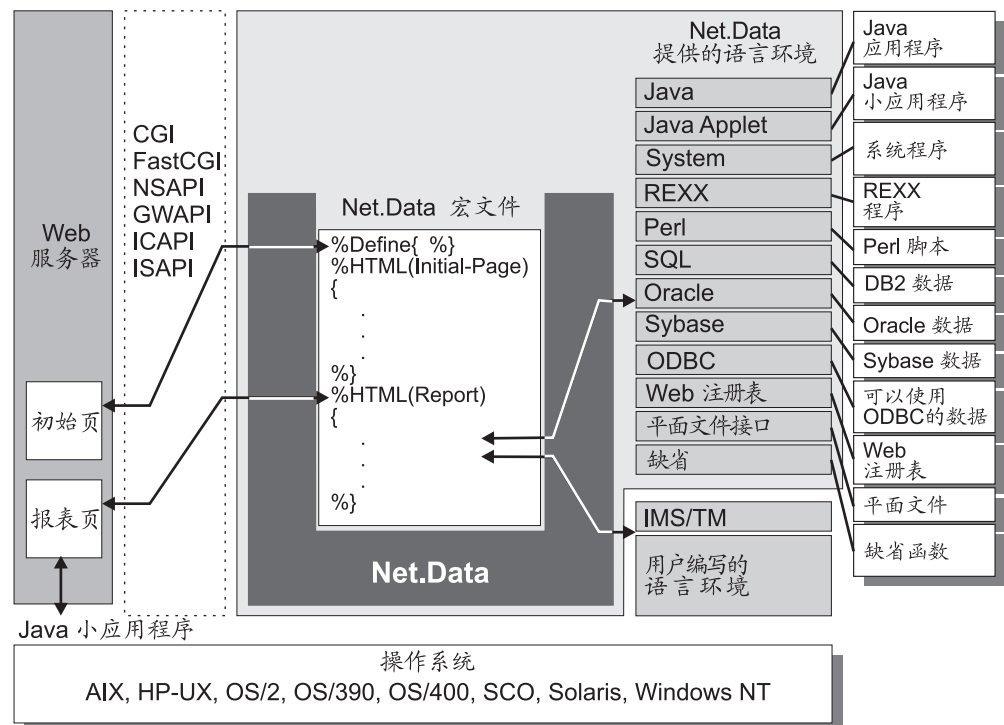 Web
服务器
初始页
报表页
Java 小应用程序
CGI
FastCGI
NSAPI
GWAPI
ICAPI
ISAPI
Net.Data 宏文件
%Define{ %}
%HTML(Initial-Page)
{
.
.
.
%}
%HTML(Report)
{
.
.
.
%}
Net.Data
Net.Data
提供的语言环境
Java
Java Applet
System
REXX
Perl
SQL
Oracle
Sybase
ODBC
Web 注册表
平面文件接口
缺省
IMS/TM
用户编写的
语言环境
Java
应用程序
Java
小应用程序
系统程序
REXX
程序
Perl 脚本
DB2 数据
Oracle 数据
Sybase 数据
可以使用
ODBC的数据
Web
注册表
平面文件
缺省函数
操作系统
AIX, HP-UX, OS/2, OS/390, OS/400, SCO, Solaris, Windows NT